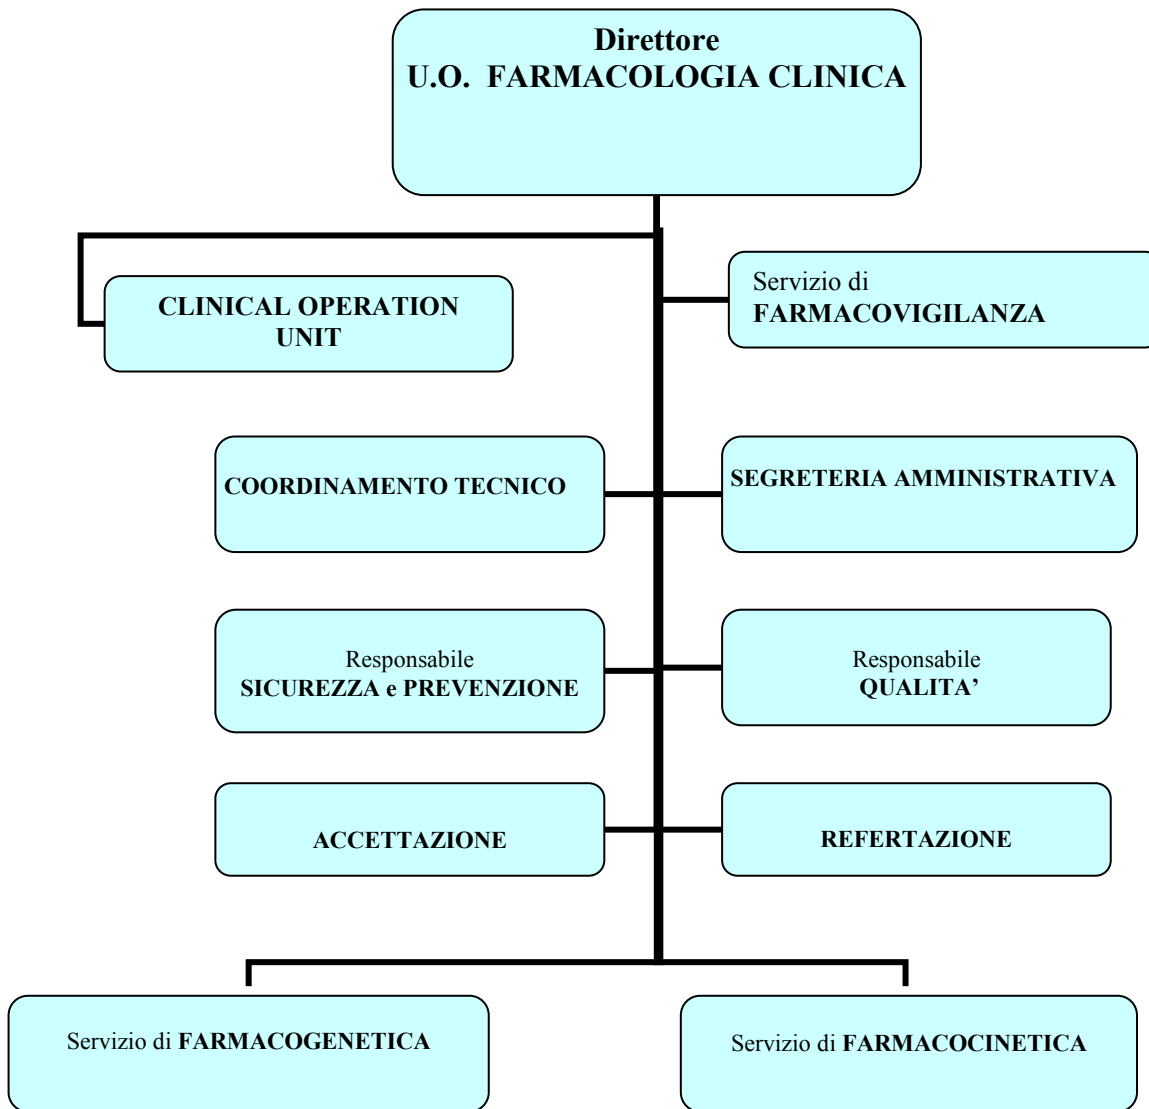 Direttore
U.O. FARMACOLOGIA CLINICA
CLINICAL OPERATION
UNIT
Servizio di
FARMACOVIGILANZA
COORDINAMENTO TECNICO
SEGRETERIA AMMINISTRATIVA
Responsabile
SICUREZZA e PREVENZIONE
Responsabile
QUALITA’
ACCETTAZIONE
REFERTAZIONE
Servizio di FARMACOGENETICA
Servizio di FARMACOCINETICA